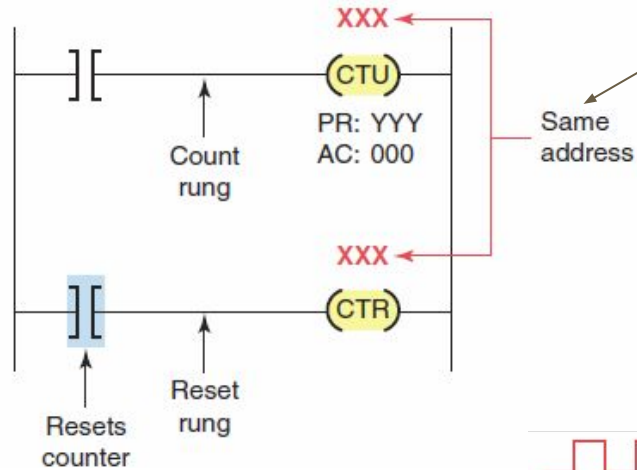 XXX
CTU
PR: YYY
AC: 000
Count
rung
Same
address
XXX
CTR
Resets
counter
Reset
rung